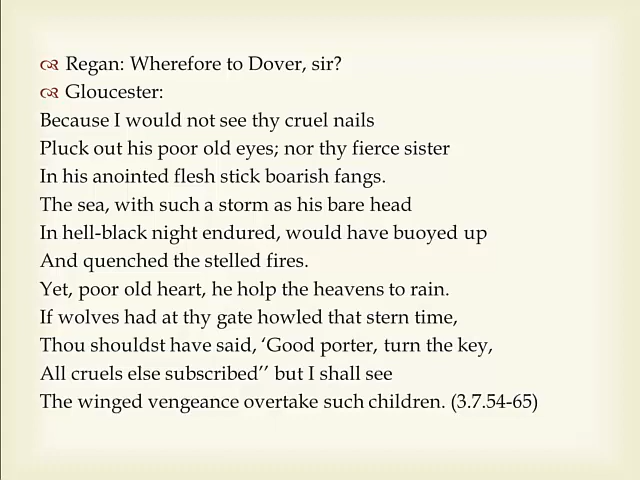 Regan: Wherefore to Dover, sir?
Gloucester:
Because I would not see thy cruel nails
Pluck out his poor old eyes; nor thy fierce sister
In his anointed flesh stick boarish fangs.
The sea, with such a storm as his bare head
In hell-black night endured, would have buoyed up
And quenched the stelled fires.
Yet, poor old heart, he holp the heavens to rain.
If wolves had at thy gate howled that stern time,
Thou shouldst have said, ‘Good porter, turn the key,
All cruels else subscribed’’ but I shall see
The winged vengeance overtake such children. (3.7.54-65)